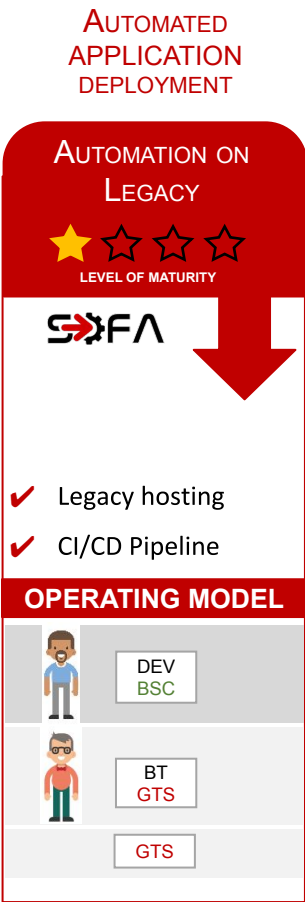 AUTOMATED
APPLICATION
DEPLOYMENT
AUTOMATION ON
LEGACY
LEVEL OF MATURITY
SOFA
✔ Legacy hosting
✔ CI/CD Pipeline
OPERATING MODEL
DEV
BSC
BT
GTS
GTS